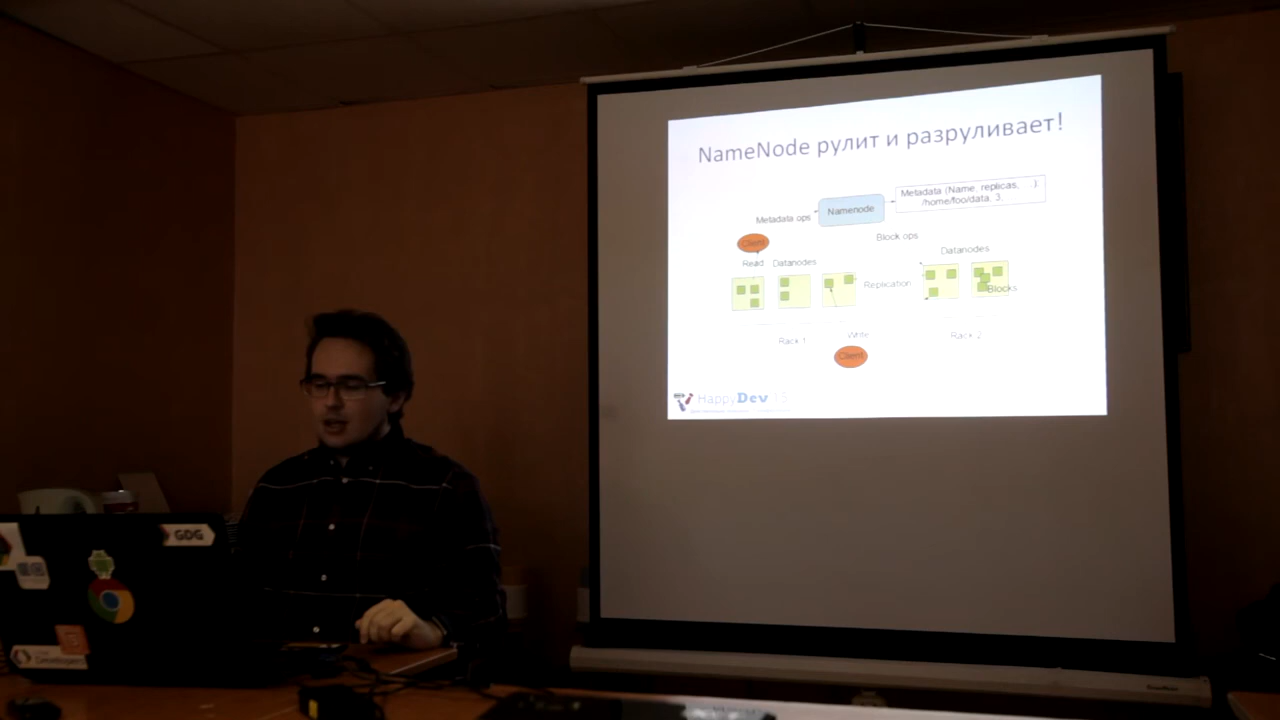 NameNode рулит и разруливает!
Metadata (Name, replicas, ...)
/home/foo/data, 3,
Namenode
Metadata ops
Client
Block ops
Read
Datanodes
Datanodes
Replication
Blocks
Rack 1
Write
Rack 2
Client
HappyDev
GDG
Developers